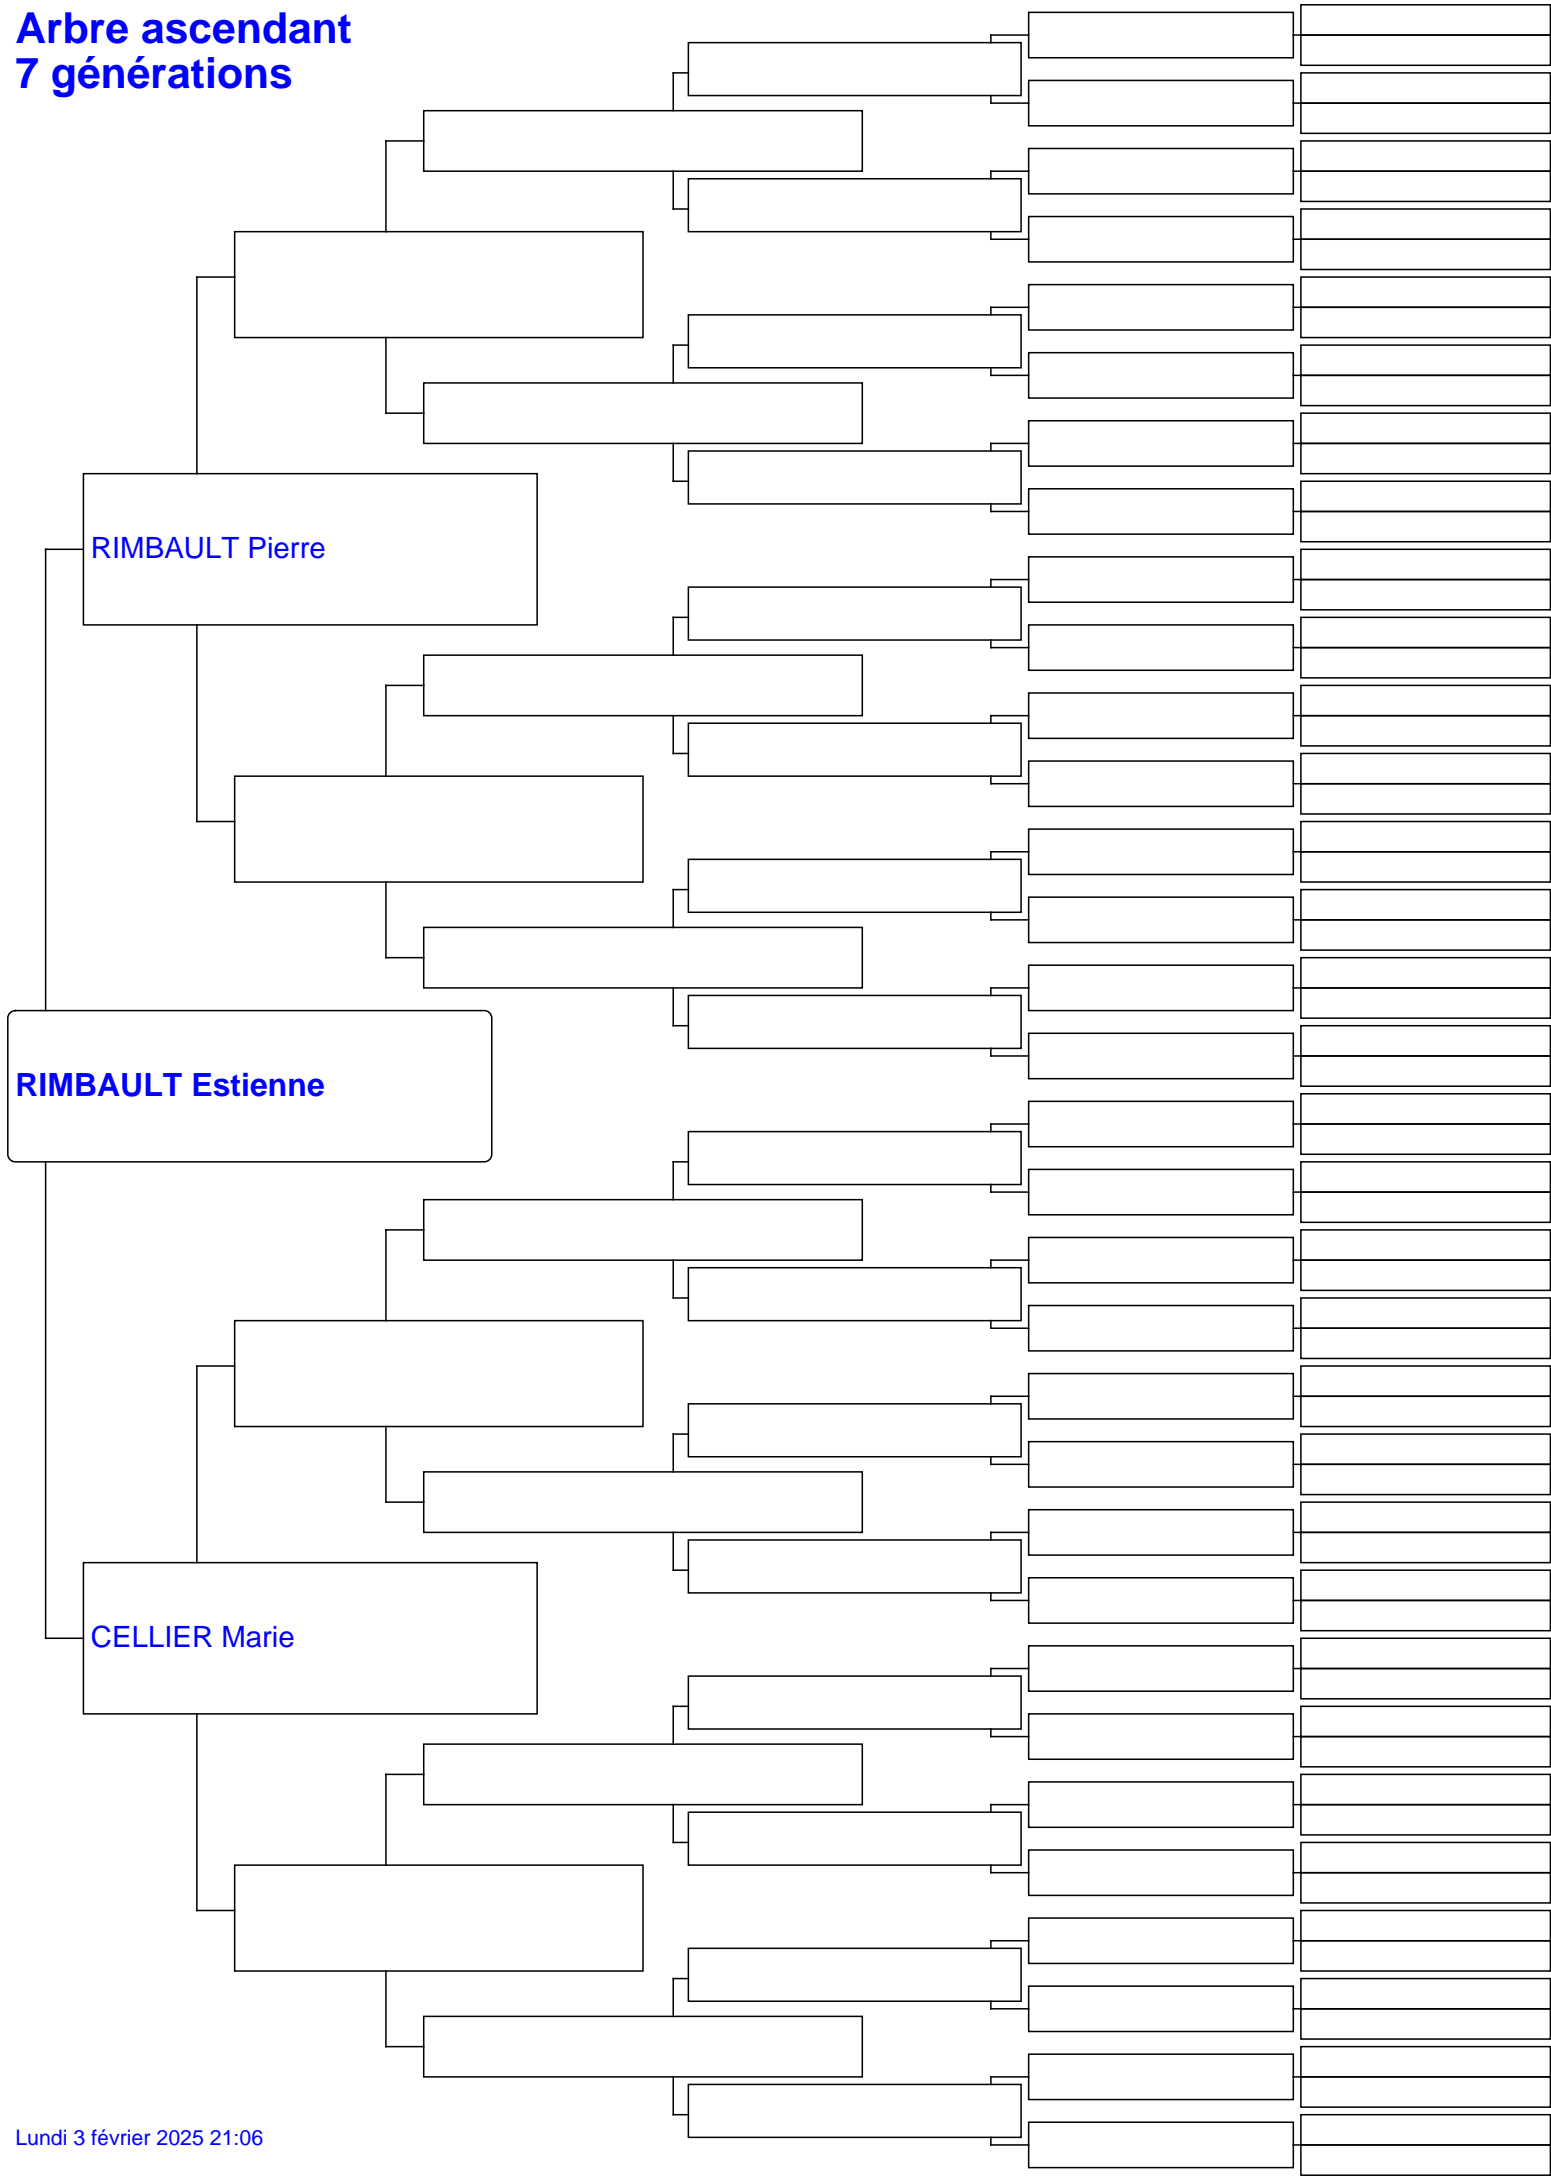 Arbre ascendant
7 générations
RIMBAULT Pierre
RIMBAULT Estienne
CELLIER Marie
Lundi 3 février 2025 21:06